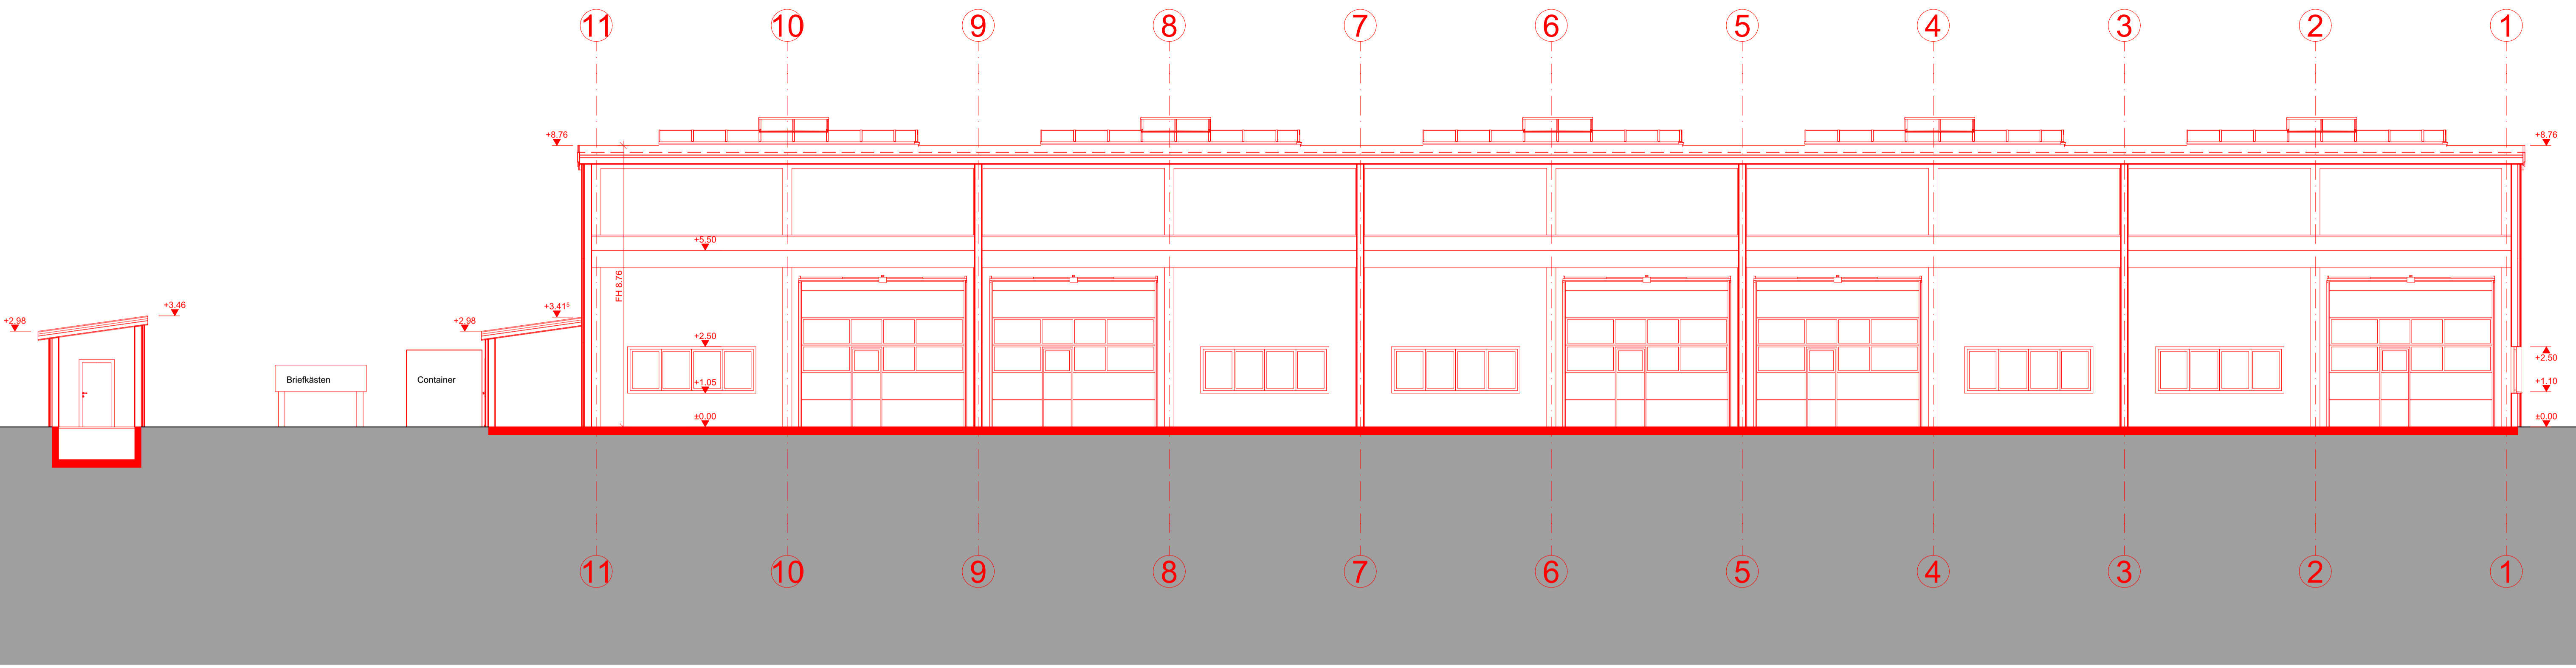 11 10 9 8 7 6 5 4 3 2 1
+8.76 +8.76
+5.50
FH 8.76
+3.46 +3.41⁵
+2.98 +2.98
+2.50 +2.50
Briefkästen Container +1.05 +1.10
±0.00 ±0.00
11 10 9 8 7 6 5 4 3 2 1